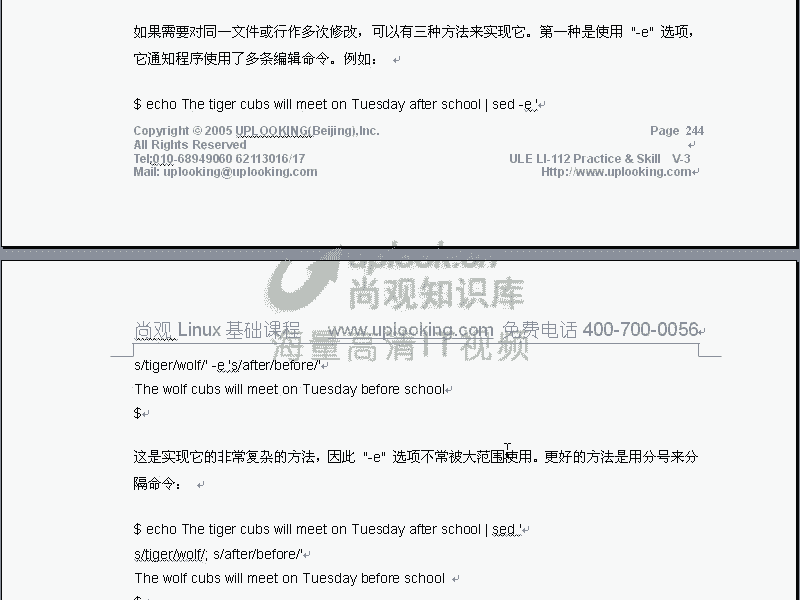 如果需要对同一文件或行作多次修改，可以有三种方法来实现它。第一种是使用 "-e" 选项，
它通知程序使用了多条编辑命令。例如：
$ echo The tiger cubs will meet on Tuesday after school | sed -e '
Copyright © 2005 UPLOOKING(Beijing),Inc. Page 244
All Rights Reserved
Tel:010-68949060 62113016/17 ULE LI-112 Practice & Skill V-3
Mail: uplooking@uplooking.com Http://www.uplooking.com
uplook.cn
尚观知识库
尚观 Linux 基础课程 www.uplooking.com 免费电话 400-700-0056
海量高清IT视频
s/tiger/wolf/' -e 's/after/before/'
The wolf cubs will meet on Tuesday before school
$
这是实现它的非常复杂的方法，因此 "-e" 选项不常被大范围使用。更好的方法是用分号来分
隔命令：
$ echo The tiger cubs will meet on Tuesday after school | sed '
s/tiger/wolf/; s/after/before/'
The wolf cubs will meet on Tuesday before school
$